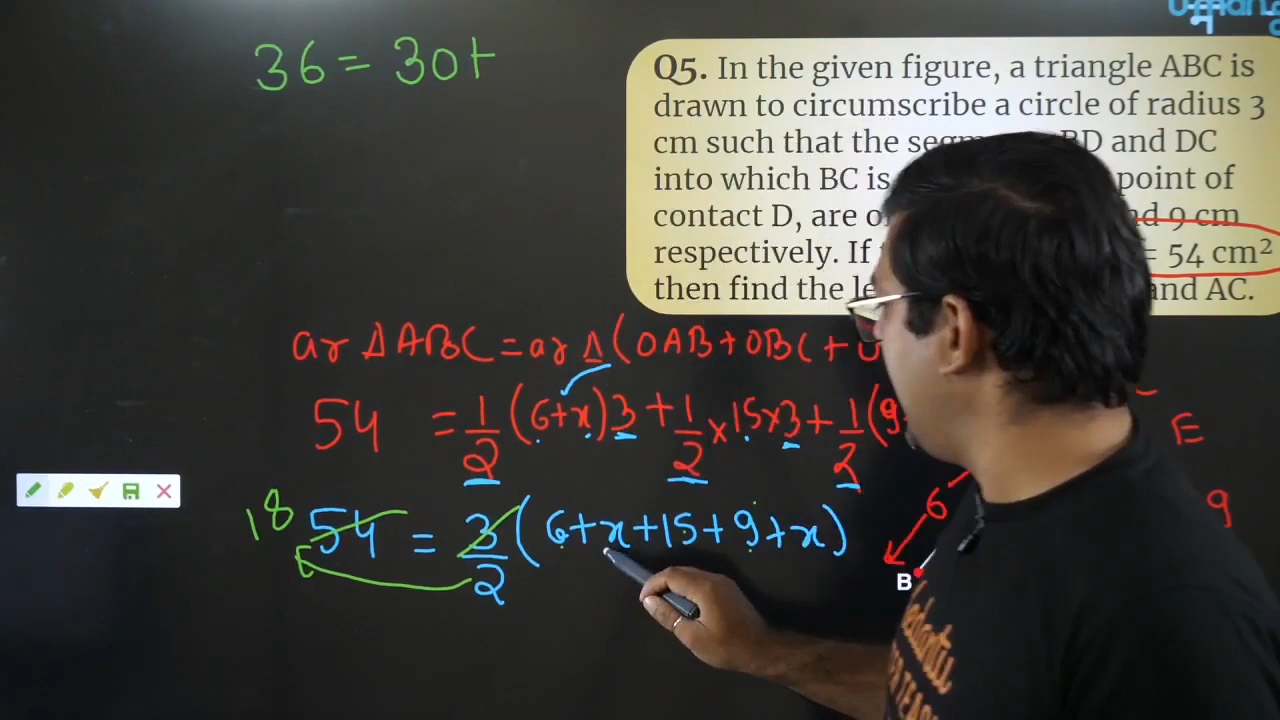 36 = 30+
Q5. In the given figure, a triangle ABC is
drawn to circumscribe a circle of radius 3
cm such that the BD and DC
into which BC is point of
contact D, are 9 cm
respectively. If = 54 cm²
then find the and AC.
ar Δ ABC = ar Δ (OAB + OBC +
54 = 1/2 (6+x) 3 + 1/2 × 15 × 3 + 1/2 (9
18 54 = 3/2 (6+x+15+9+x)
E
6
9
B